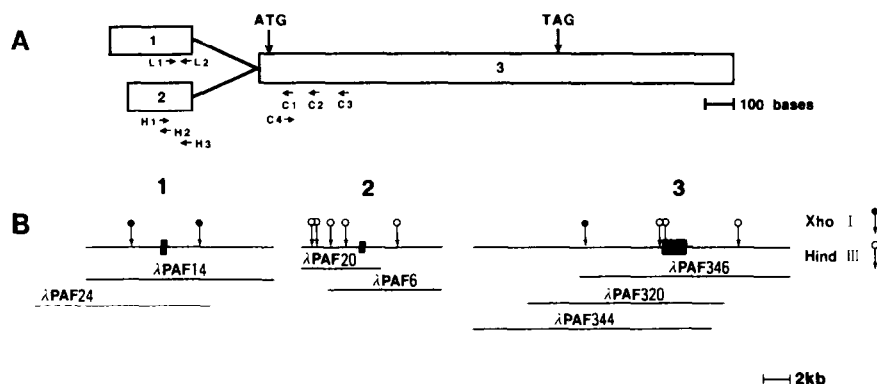 A
ATG
TAG
1
3
L1
L2
2
100 bases
C1
C2
C3
H1
C4
H2
H3
1
2
3
B
Xho I
Hind III
λPAF14
λPAF20
λPAF346
λPAF24
λPAF6
λPAF320
λPAF344
2kb